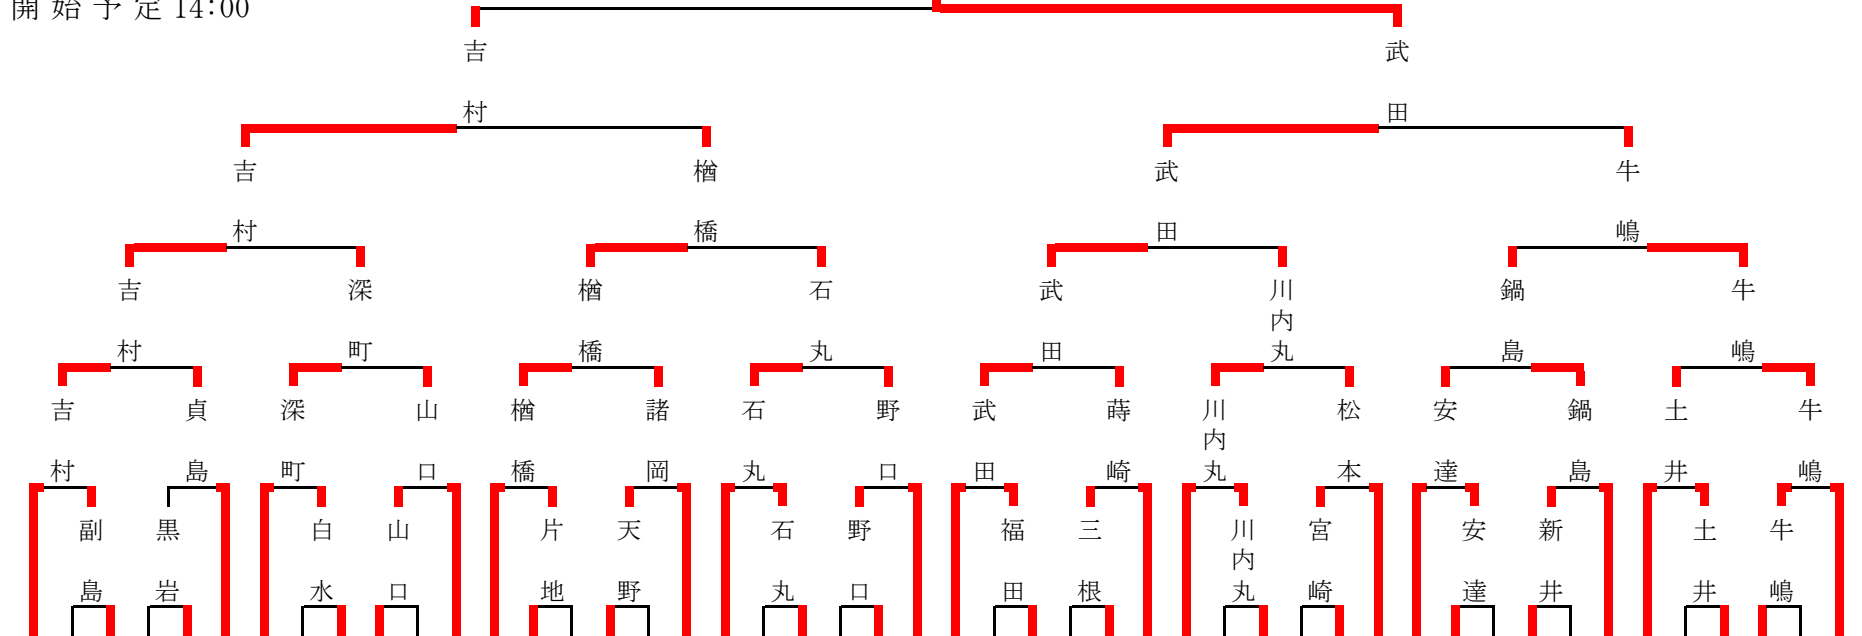 開始予定 14:00
吉村 武田
吉村 楢橋 武田 牛嶋
吉村 深町 楢橋 石丸 武田 川内丸 鍋島 牛嶋
吉村 貞島 深町 山口 楢橋 諸岡 石丸 野口 武田 蒔崎 川内丸 松本 安達 鍋島 土井 牛嶋
副島 黒岩 白水 山口 片地 天野 石丸 野口 福田 三根 川内丸 宮崎 安達 新井 土井 牛嶋